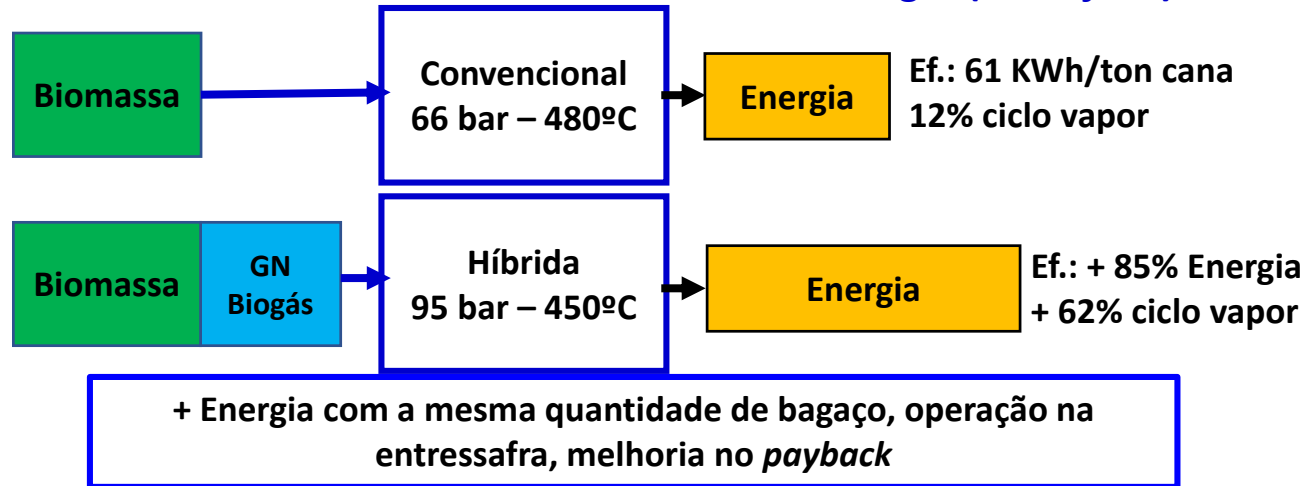 Biomassa
Convencional
66 bar – 480ºC
Energia
Ef.: 61 KWh/ton cana
12% ciclo vapor
Biomassa
GN
Biogás
Híbrida
95 bar – 450ºC
Energia
Ef.: + 85% Energia
+ 62% ciclo vapor
+ Energia com a mesma quantidade de bagaço, operação na
entressafra, melhoria no payback